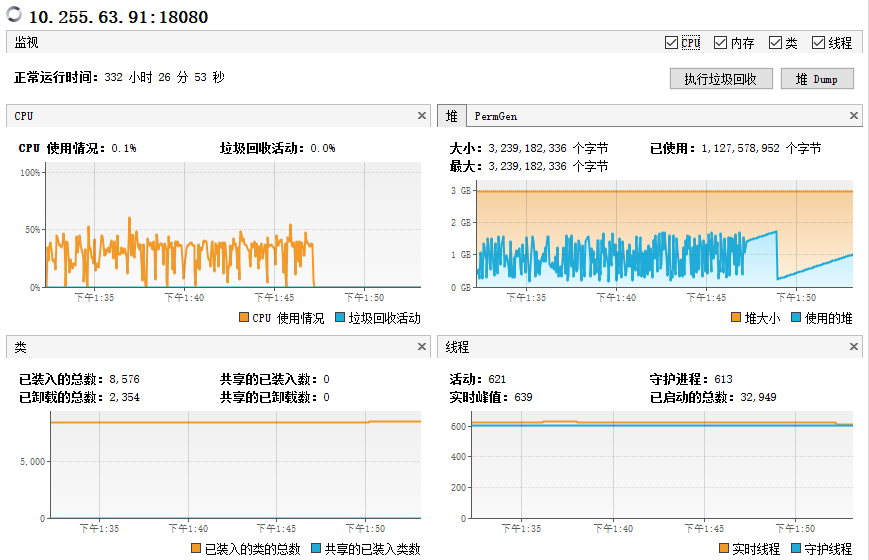 10.255.63.91:18080
监视 CPU 内存 类 线程
正常运行时间：332 小时 26 分 53 秒 执行垃圾回收 堆 Dump
CPU
CPU 使用情况：0.1% 垃圾回收活动：0.0%
100%
50%
0%
下午1:35 下午1:40 下午1:45 下午1:50
CPU 使用情况 垃圾回收活动
堆 PermGen
大小：3,239,182,336 个字节 已使用：1,127,578,952 个字节
最大：3,239,182,336 个字节
3 GB
2 GB
1 GB
0 GB
下午1:35 下午1:40 下午1:45 下午1:50
堆大小 使用的堆
类
已装入的总数：8,576 共享的已装入数：0
已卸载的总数：2,354 共享的已卸载数：0
5,000
0
下午1:35 下午1:40 下午1:45 下午1:50
已装入的类的总数 共享的已装入类数
线程
活动：621 守护进程：613
实时峰值：639 已启动的总数：32,949
600
400
200
0
下午1:35 下午1:40 下午1:45 下午1:50
实时线程 守护线程